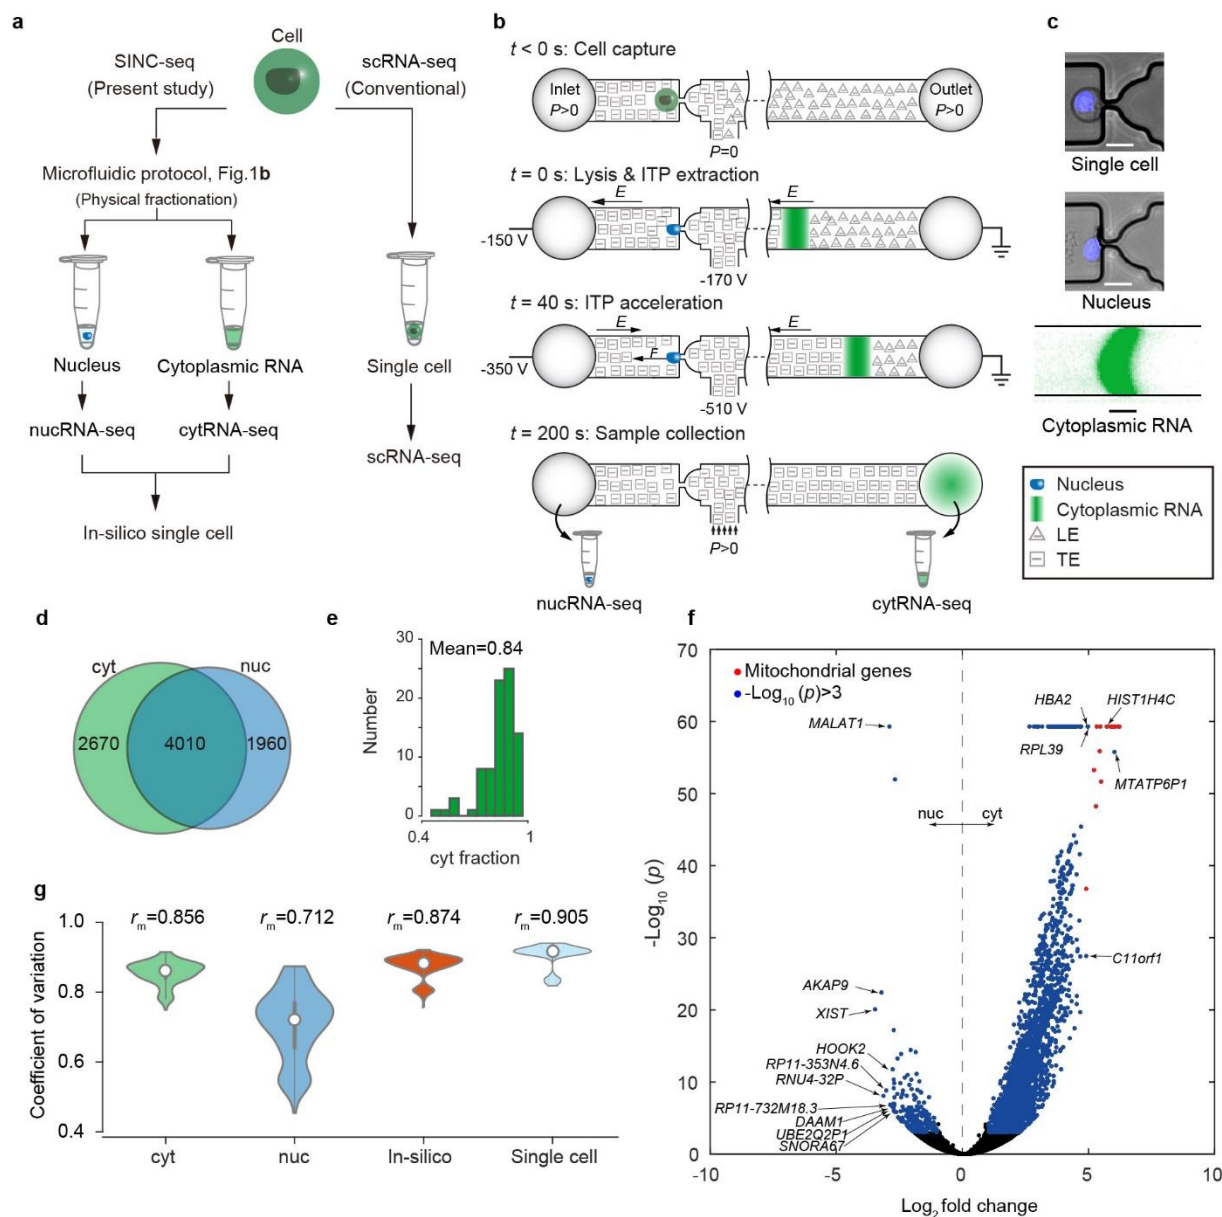 a
Cell
SINC-seq
(Present study)
scRNA-seq
(Conventional)
Microfluidic protocol, Fig.1b
(Physical fractionation)
Nucleus
Cytoplasmic RNA
Single cell
nucRNA-seq
cytRNA-seq
scRNA-seq
In-silico single cell
b
t < 0 s: Cell capture
Inlet
P>0
Outlet
P>0
P=0
t = 0 s: Lysis & ITP extraction
E
E
-150 V
-170 V
t = 40 s: ITP acceleration
E
E
F
-350 V
-510 V
t = 200 s: Sample collection
P>0
nucRNA-seq
cytRNA-seq
c
Single cell
Nucleus
Cytoplasmic RNA
Nucleus
Cytoplasmic RNA
LE
TE
d
cyt
nuc
2670
4010
1960
e
30
20
10
0
Number
Mean=0.84
0.4
1
cyt fraction
f
70
60
50
40
30
20
10
0
-Log10 (p)
Mitochondrial genes
-Log10 (p)>3
MALAT1
HBA2
HIST1H4C
RPL39
MTATP6P1
nuc
cyt
C11orf1
AKAP9
XIST
HOOK2
RP11-353N4.6
RNU4-32P
RP11-732M18.3
DAAM1
UBE2Q2P1
SNORA67
-10
-5
0
5
10
Log2 fold change
g
rm=0.856
rm=0.712
rm=0.874
rm=0.905
1.0
0.8
0.6
0.4
Coefficient of variation
cyt
nuc
In-silico
Single cell